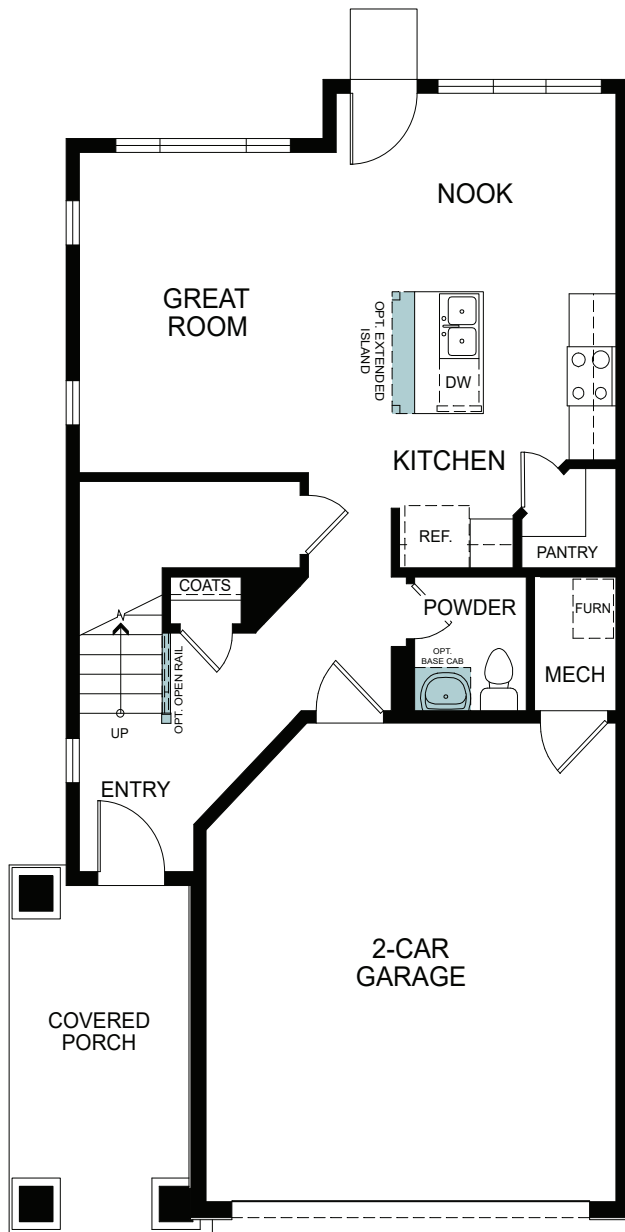 NOOK
GREAT
ROOM
OPT. EXTENDED
ISLAND
DW
KITCHEN
REF.
PANTRY
COATS
POWDER
FURN
OPT.
BASE CAB
MECH
OPT. OPEN RAIL
UP
ENTRY
2-CAR
GARAGE
COVERED
PORCH